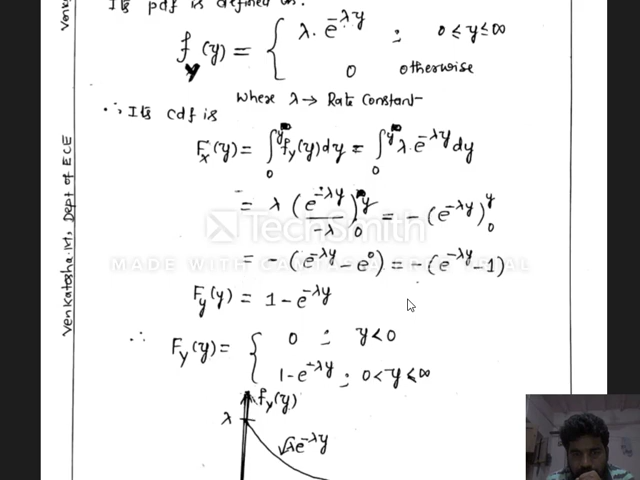 Its pdf is defined as.
f_Y(y) = { λ·e^{-λy} : 0≤y≤∞
0 otherwise
where λ → Rate Constant
∴ Its cdf is
F_x(y) = ∫_0^y f_y(y)dy = ∫_0^y λ·e^{-λy}dy
= λ (e^{-λy}/-λ)_0^y = -(e^{-λy})_0^y
= -(e^{-λy} - e^0) = -(e^{-λy} - 1)
F_y(y) = 1 - e^{-λy}
∴ F_y(y) = { 0 ; y<0
1-e^{-λy} ; 0<y<∞
f_y(y)
λ
λe^{-λy}
Venkatesha.M, Dept of ECE
Venk
TechSmith
MADE WITH CAMTASIA FREE TRIAL